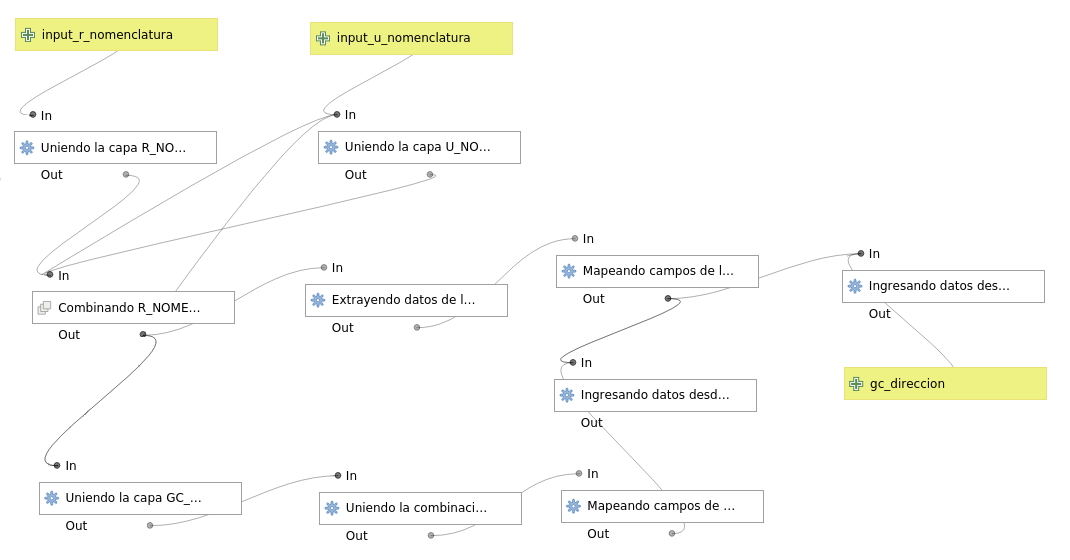 input_r_nomenclatura
input_u_nomenclatura
In
In
Uniendo la capa R_NO...
Uniendo la capa U_NO...
Out
Out
In
In
In
In
Combinando R_NOME...
Extrayendo datos de l...
Mapeando campos de l...
Ingresando datos des...
Out
Out
Out
Out
In
Ingresando datos desd...
gc_direccion
Out
In
In
In
Uniendo la capa GC_...
Uniendo la combinaci...
Mapeando campos de ...
Out
Out
Out